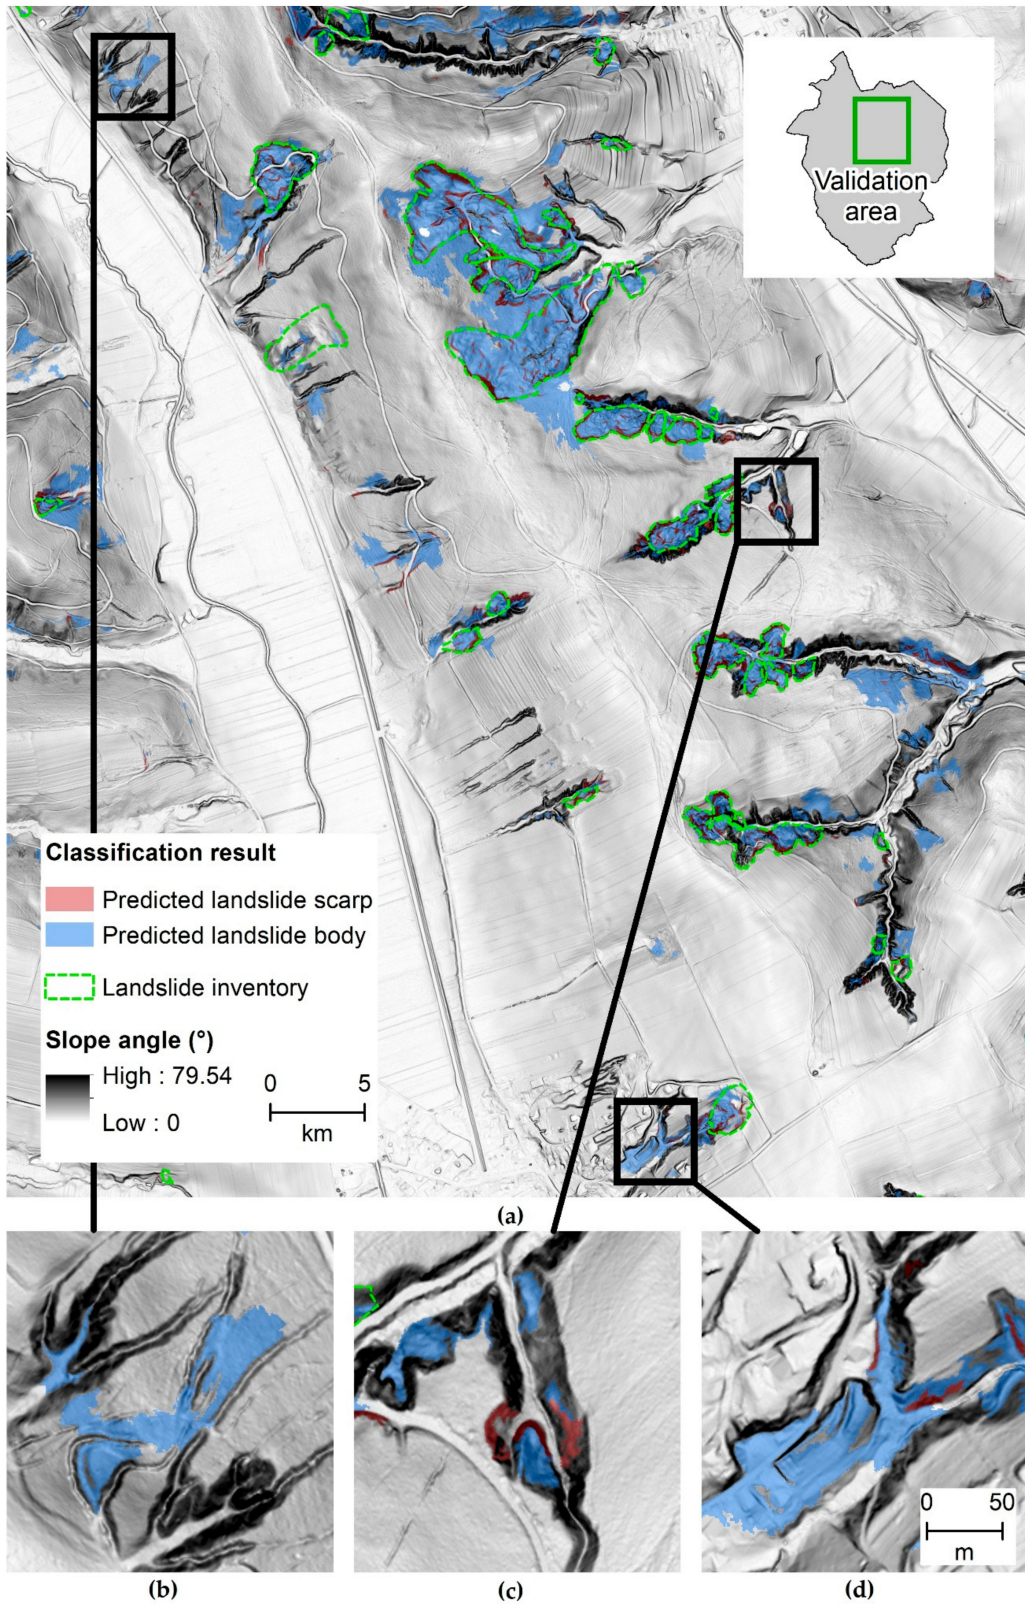 Validation
area
Classification result
Predicted landslide scarp
Predicted landslide body
Landslide inventory
Slope angle (°)
High : 79.54
Low : 0
0 5
km
(a)
0 50
m
(b)
(c)
(d)